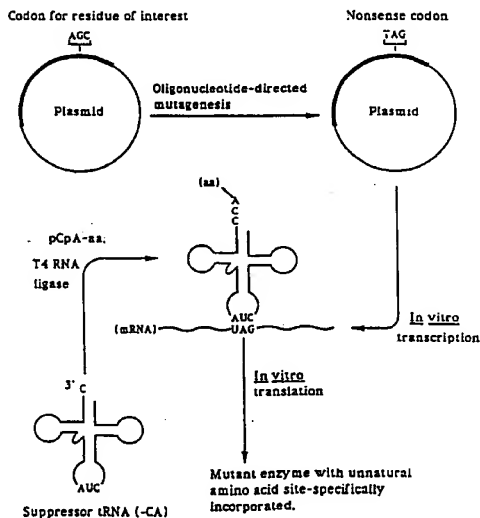 Codon for residue of interest
AGC
Plasmid
Oligonucleotide-directed
mutagenesis
Nonsense codon
TAG
Plasmid
(aa)
A
C
C
pCpA-aa;
T4 RNA
ligase
AUC
(mRNA)
UAG
In vitro
transcription
3' C
In vitro
translation
AUC
Suppressor tRNA (-CA)
Mutant enzyme with unnatural
amino acid site-specifically
incorporated.